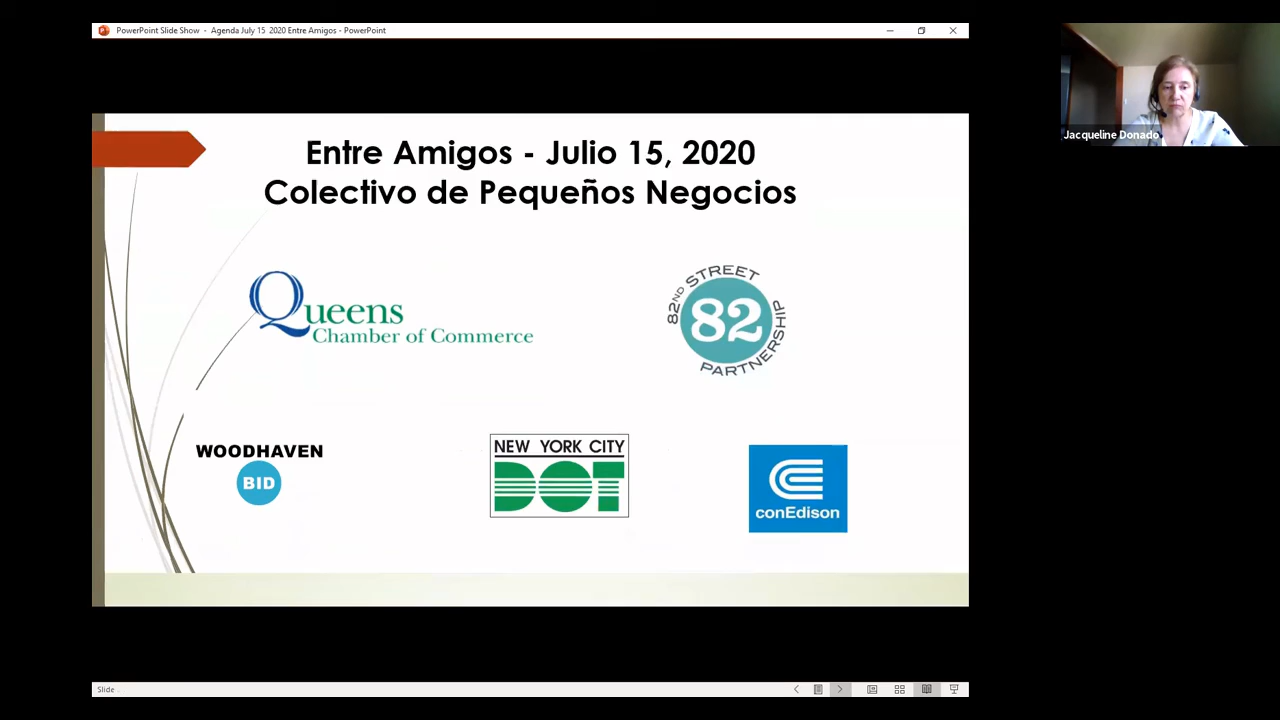 PowerPoint Slide Show - Agenda July 15 2020 Entre Amigos - PowerPoint
Jacqueline Donado
Entre Amigos - Julio 15, 2020
Colectivo de Pequeños Negocios
Queens
Chamber of Commerce
82ND STREET
82
PARTNERSHIP
WOODHAVEN
BID
NEW YORK CITY
DOT
conEdison
Slide